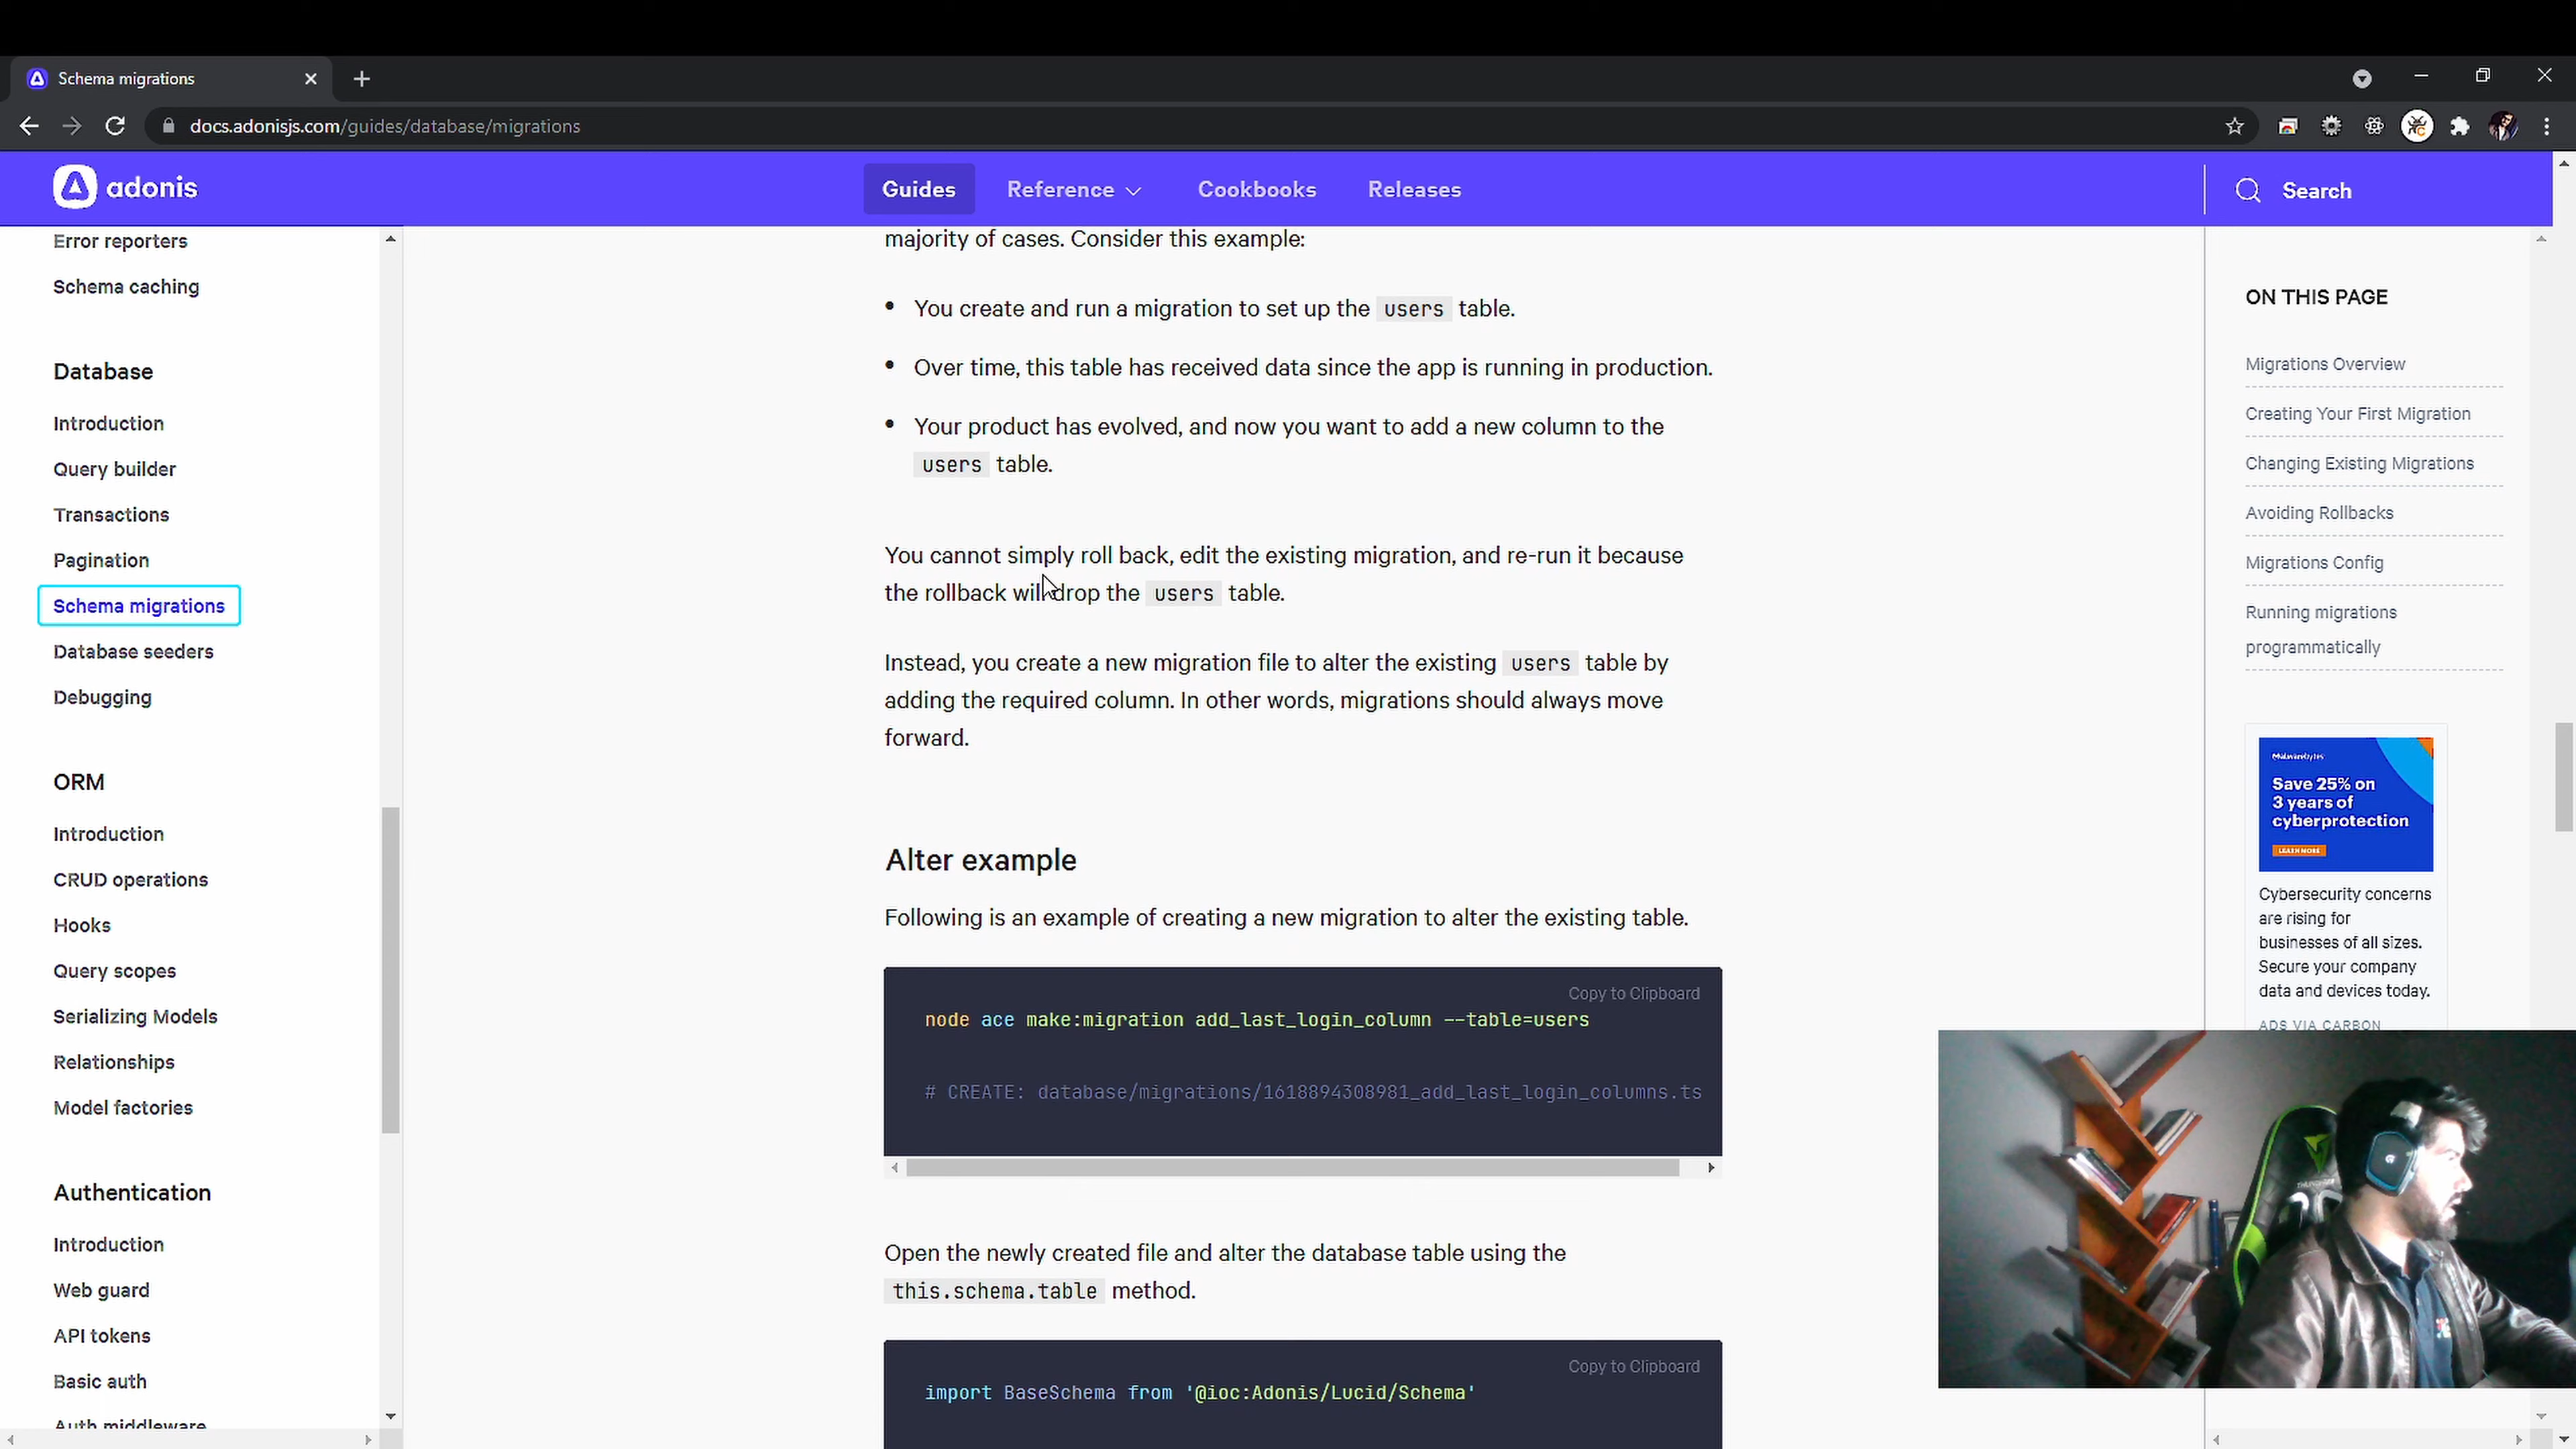 Schema migrations
docs.adonisjs.com/guides/database/migrations
adonis
Guides
Reference
Cookbooks
Releases
Search
Error reporters
Schema caching
Database
Introduction
Query builder
Transactions
Pagination
Schema migrations
Database seeders
Debugging
ORM
Introduction
CRUD operations
Hooks
Query scopes
Serializing Models
Relationships
Model factories
Authentication
Introduction
Web guard
API tokens
Basic auth
Auth middleware
majority of cases. Consider this example:
• You create and run a migration to set up the users table.
• Over time, this table has received data since the app is running in production.
• Your product has evolved, and now you want to add a new column to the
users table.
You cannot simply roll back, edit the existing migration, and re-run it because
the rollback will drop the users table.
Instead, you create a new migration file to alter the existing users table by
adding the required column. In other words, migrations should always move
forward.
Alter example
Following is an example of creating a new migration to alter the existing table.
Copy to Clipboard
node ace make:migration add_last_login_column --table=users
# CREATE: database/migrations/1618894308981_add_last_login_columns.ts
Open the newly created file and alter the database table using the
this.schema.table method.
Copy to Clipboard
import BaseSchema from '@ioc:Adonis/Lucid/Schema'
ON THIS PAGE
Migrations Overview
Creating Your First Migration
Changing Existing Migrations
Avoiding Rollbacks
Migrations Config
Running migrations
programmatically
Malwarebytes
Save 25% on
3 years of
cyberprotection
LEARN MORE
Cybersecurity concerns
are rising for
businesses of all sizes.
Secure your company
data and devices today.
ADS VIA CARBON